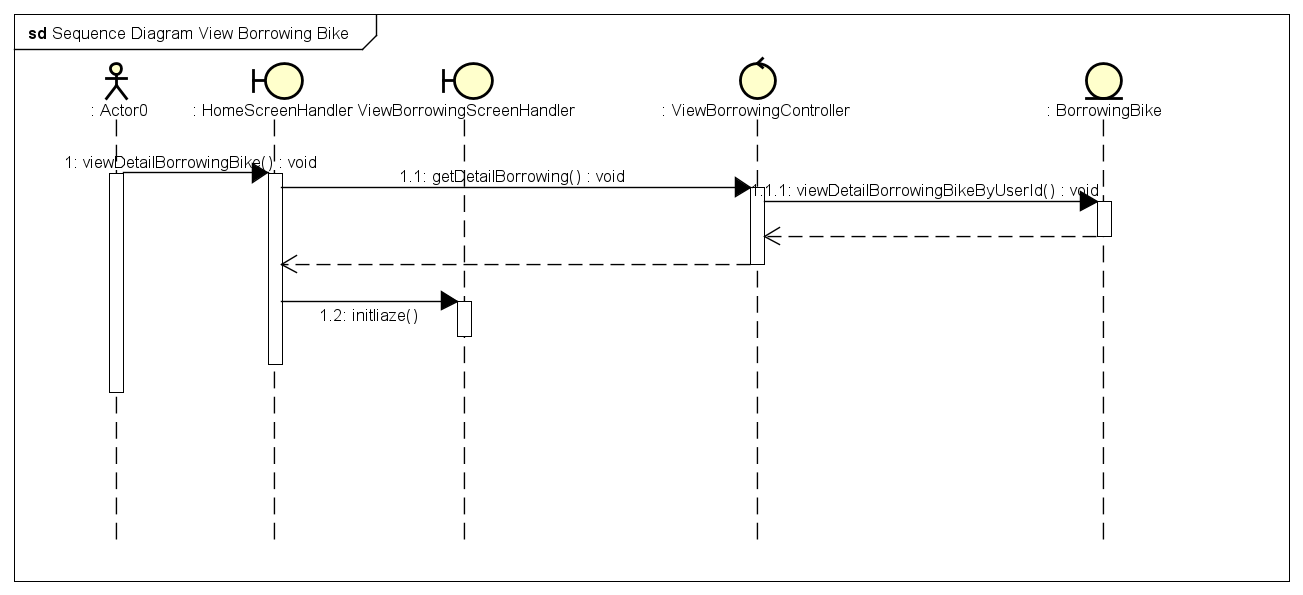 sd Sequence Diagram View Borrowing Bike
: Actor0
: HomeScreenHandler
ViewBorrowingScreenHandler
: ViewBorrowingController
: BorrowingBike
1: viewDetailBorrowingBike() : void
1.1: getDetailBorrowing() : void
1.1.1: viewDetailBorrowingBikeByUserId() : void
1.2: initliaze()